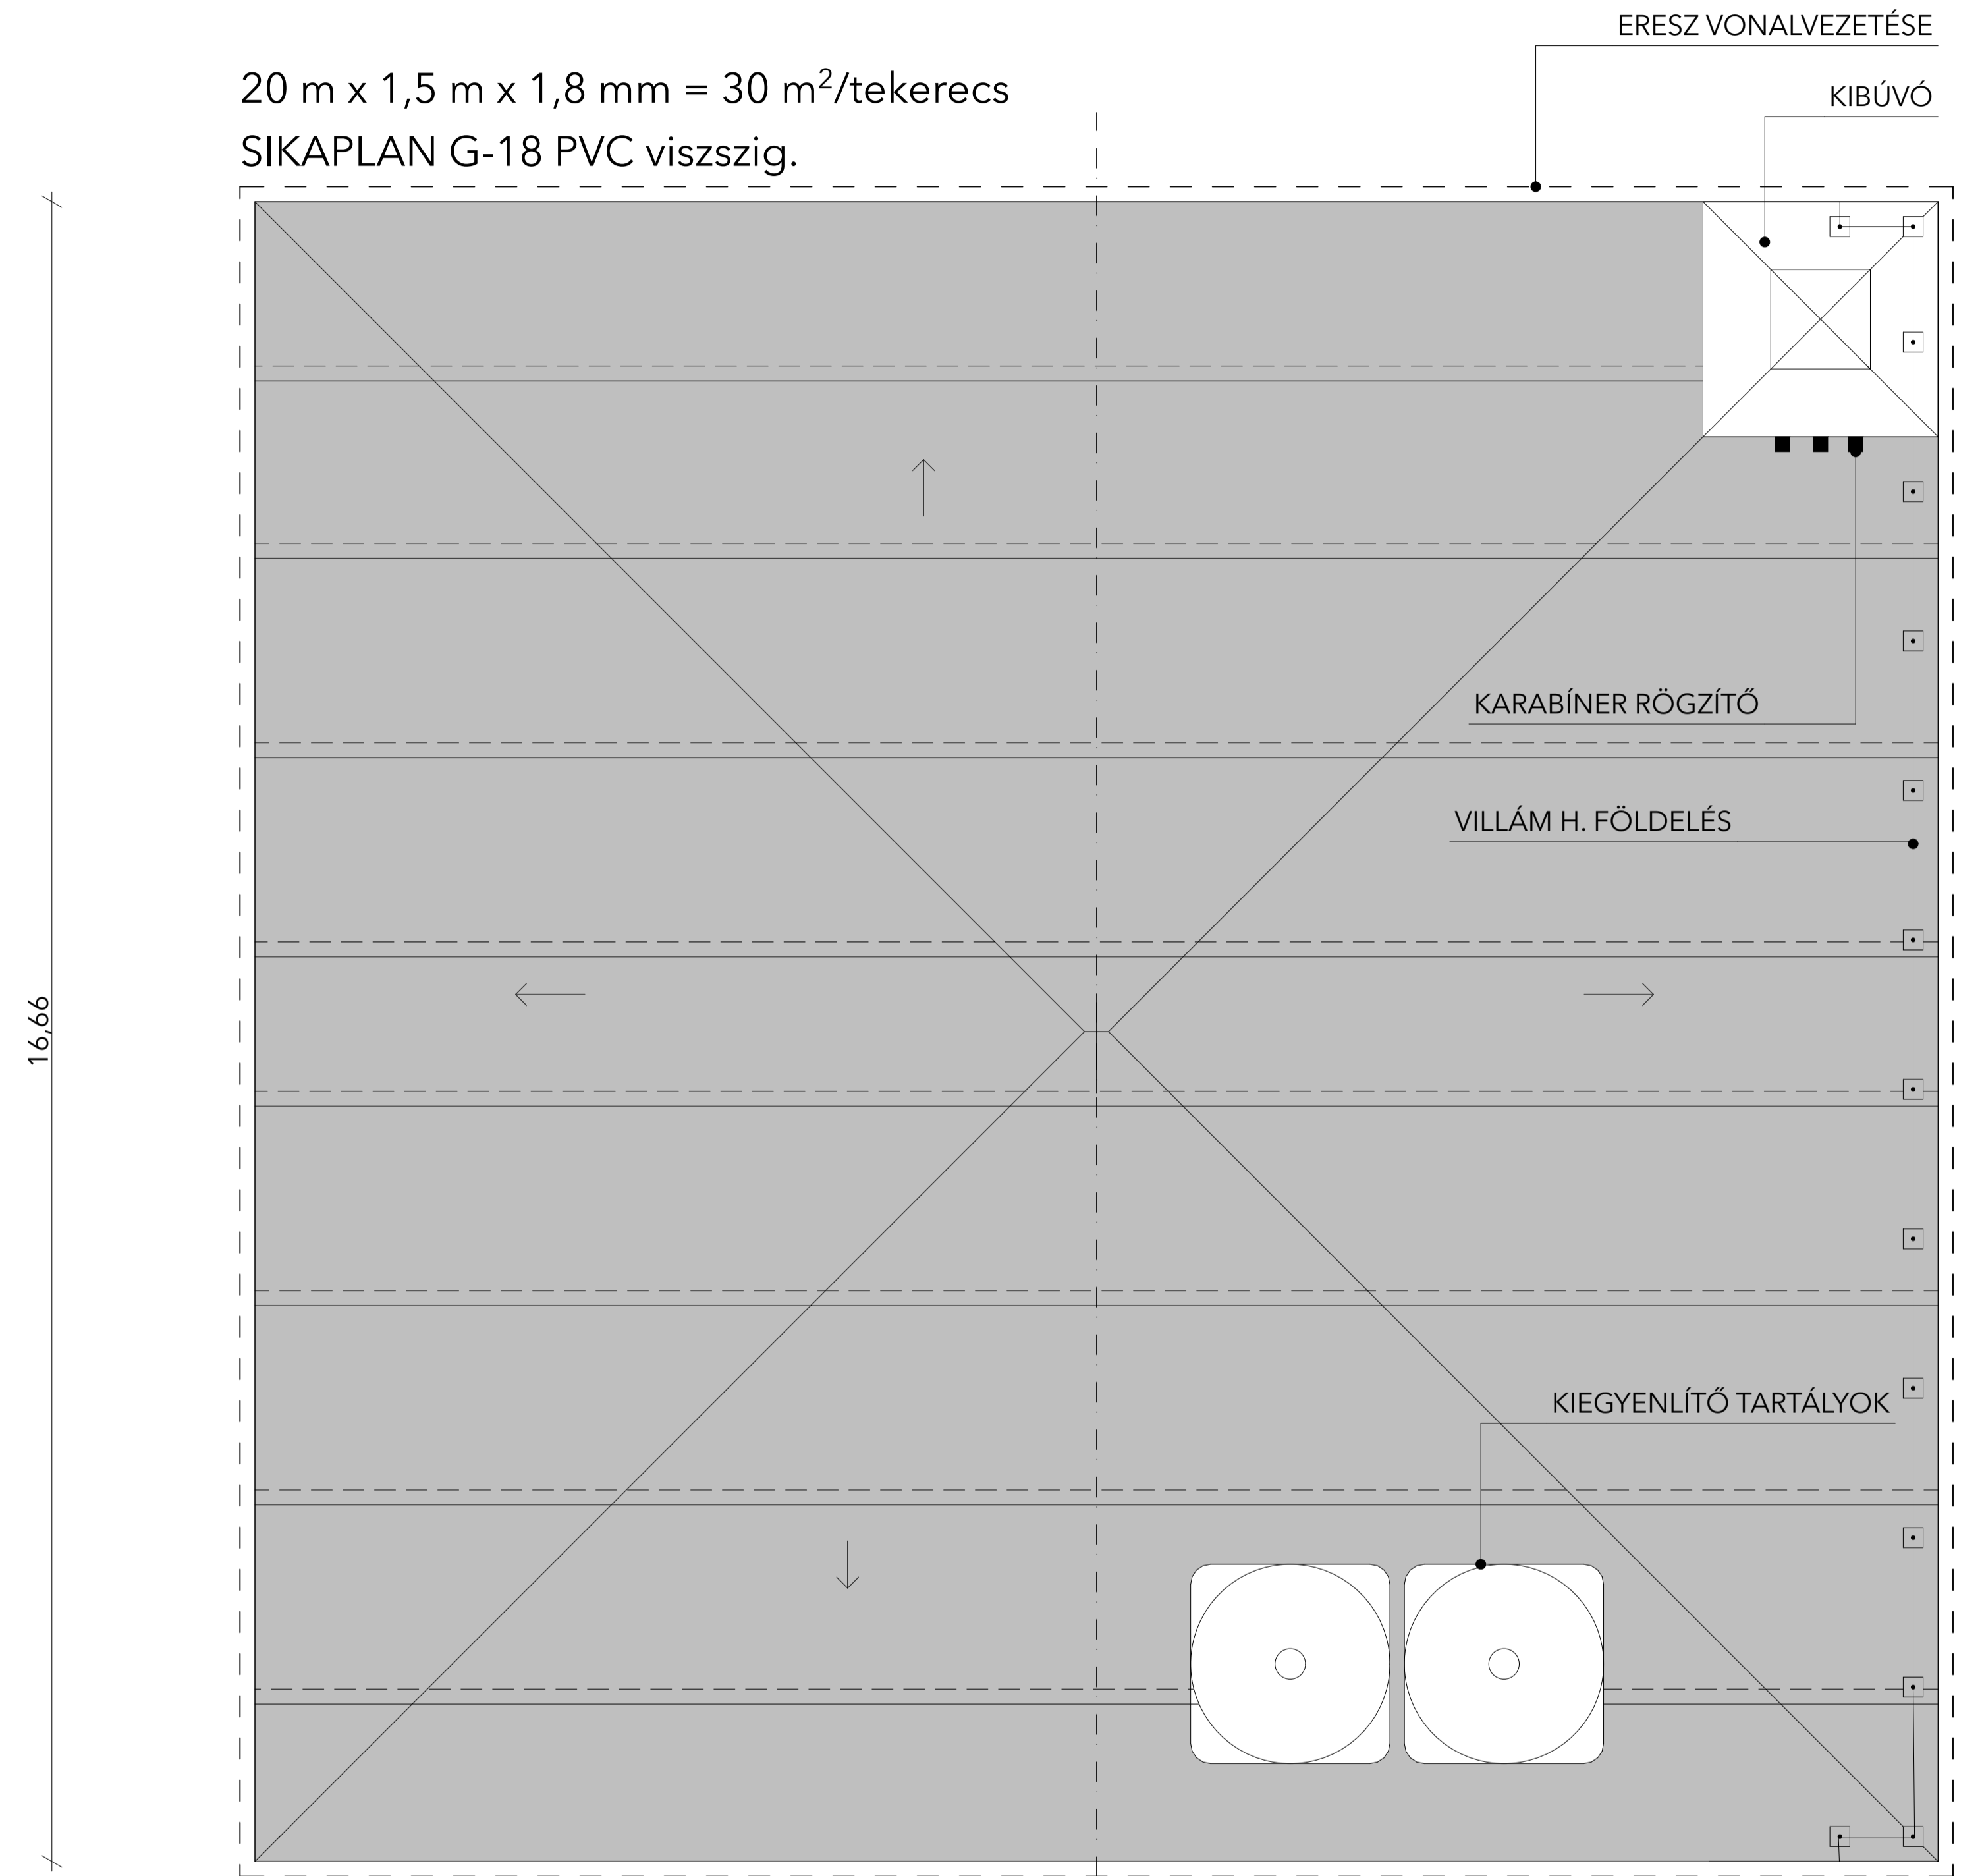 ERESZ VONALVEZETÉSE
20 m x 1,5 m x 1,8 mm = 30 m²/tekercs
KIBÚVÓ
SIKAPLAN G-18 PVC viszszig.
KARABÍNER RÖGZÍTŐ
VILLÁM H. FÖLDELÉS
16,66
KIEGYENLÍTŐ TARTÁLYOK